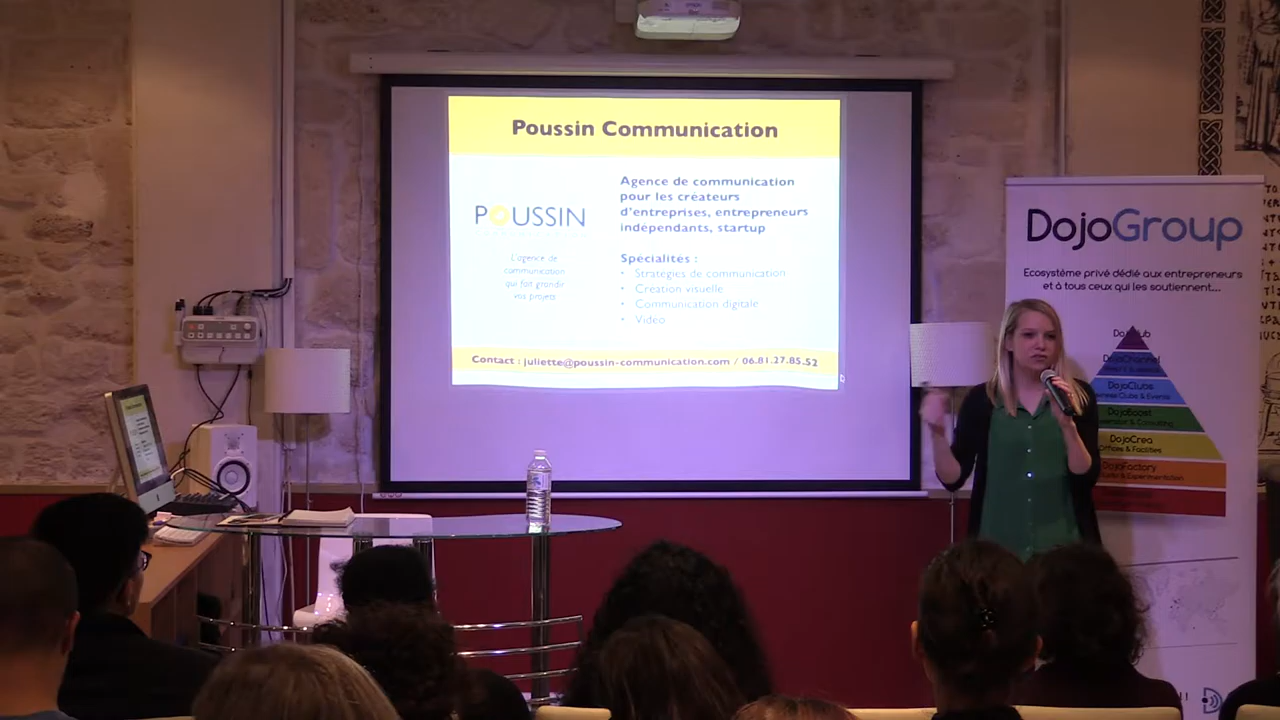 Poussin Communication
POUSSIN
L'agence de
communication
qui fait grandir
vos projets
Agence de communication
pour les créateurs
d'entreprises, entrepreneurs
indépendants, startup
Spécialités :
• Stratégies de communication
• Création visuelle
• Communication digitale
• Vidéo
Contact : juliette@poussin-communication.com / 06.81.27.85.52
DojoGroup
Ecosystème privé dédié aux entrepreneurs
et à tous ceux qui les soutiennent...
DojoChannel
DojoClubs
DojoBoost
DojoCrea
Offices & Facilities
DojoFactory